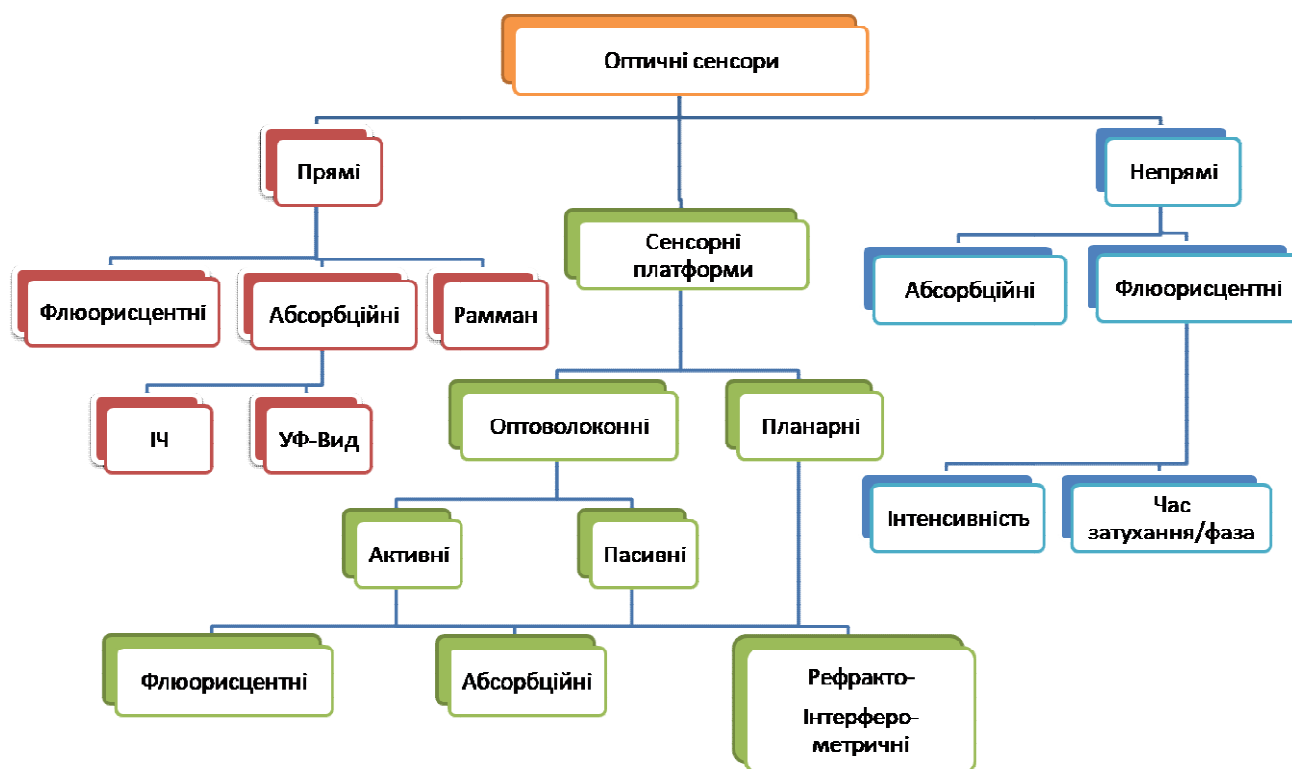 Оптичні сенсори
Прямі
Непрямі
Сенсорні
платформи
Флюорисцентні
Абсорбційні
Рамман
Абсорбційні
Флюорисцентні
ІЧ
УФ-Вид
Оптоволоконні
Планарні
Інтенсивність
Час
затухання/фаза
Активні
Пасивні
Флюорисцентні
Абсорбційні
Рефракто-
Інтерферо-
метричні